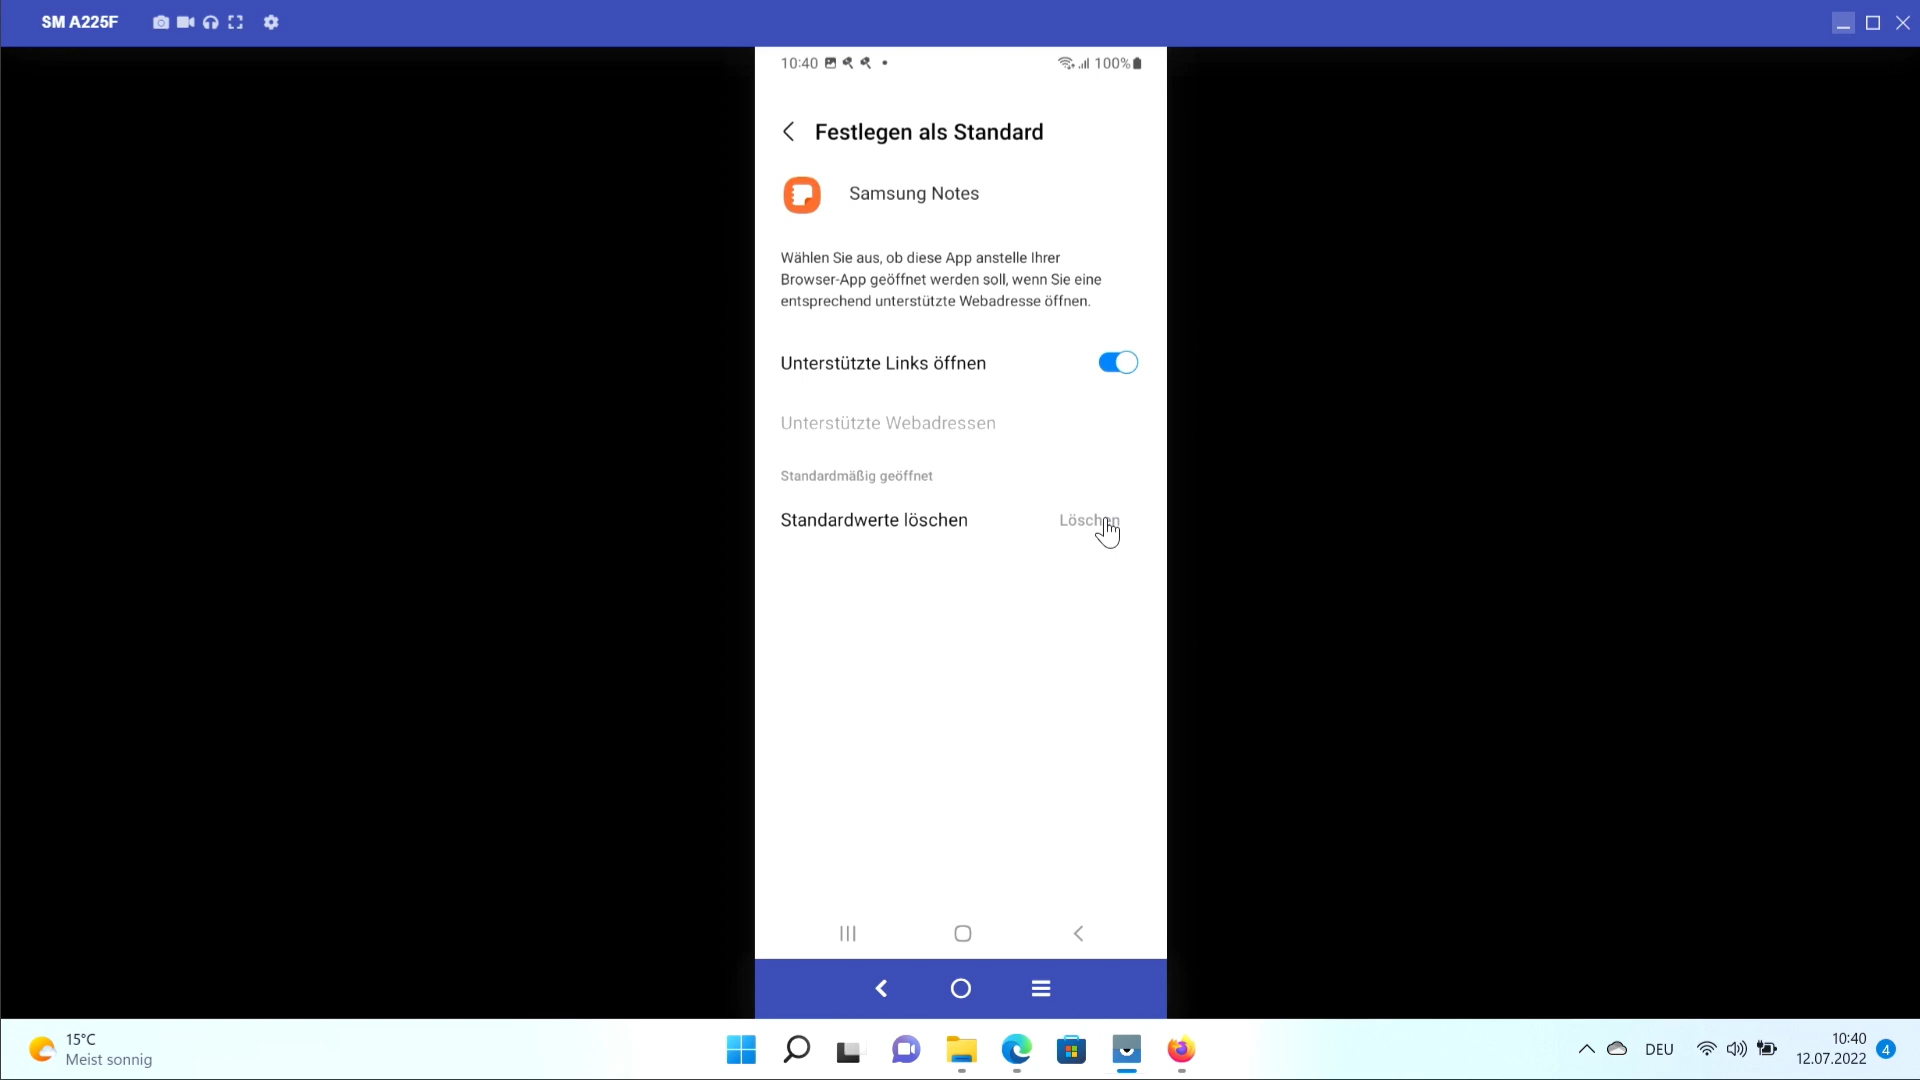 SM A225F
10:40
100%
Festlegen als Standard
Samsung Notes
Wählen Sie aus, ob diese App anstelle Ihrer
Browser-App geöffnet werden soll, wenn Sie eine
entsprechend unterstützte Webadresse öffnen.
Unterstützte Links öffnen
Unterstützte Webadressen
Standardmäßig geöffnet
Standardwerte löschen
Löschen
15°C
Meist sonnig
DEU
10:40
12.07.2022
4